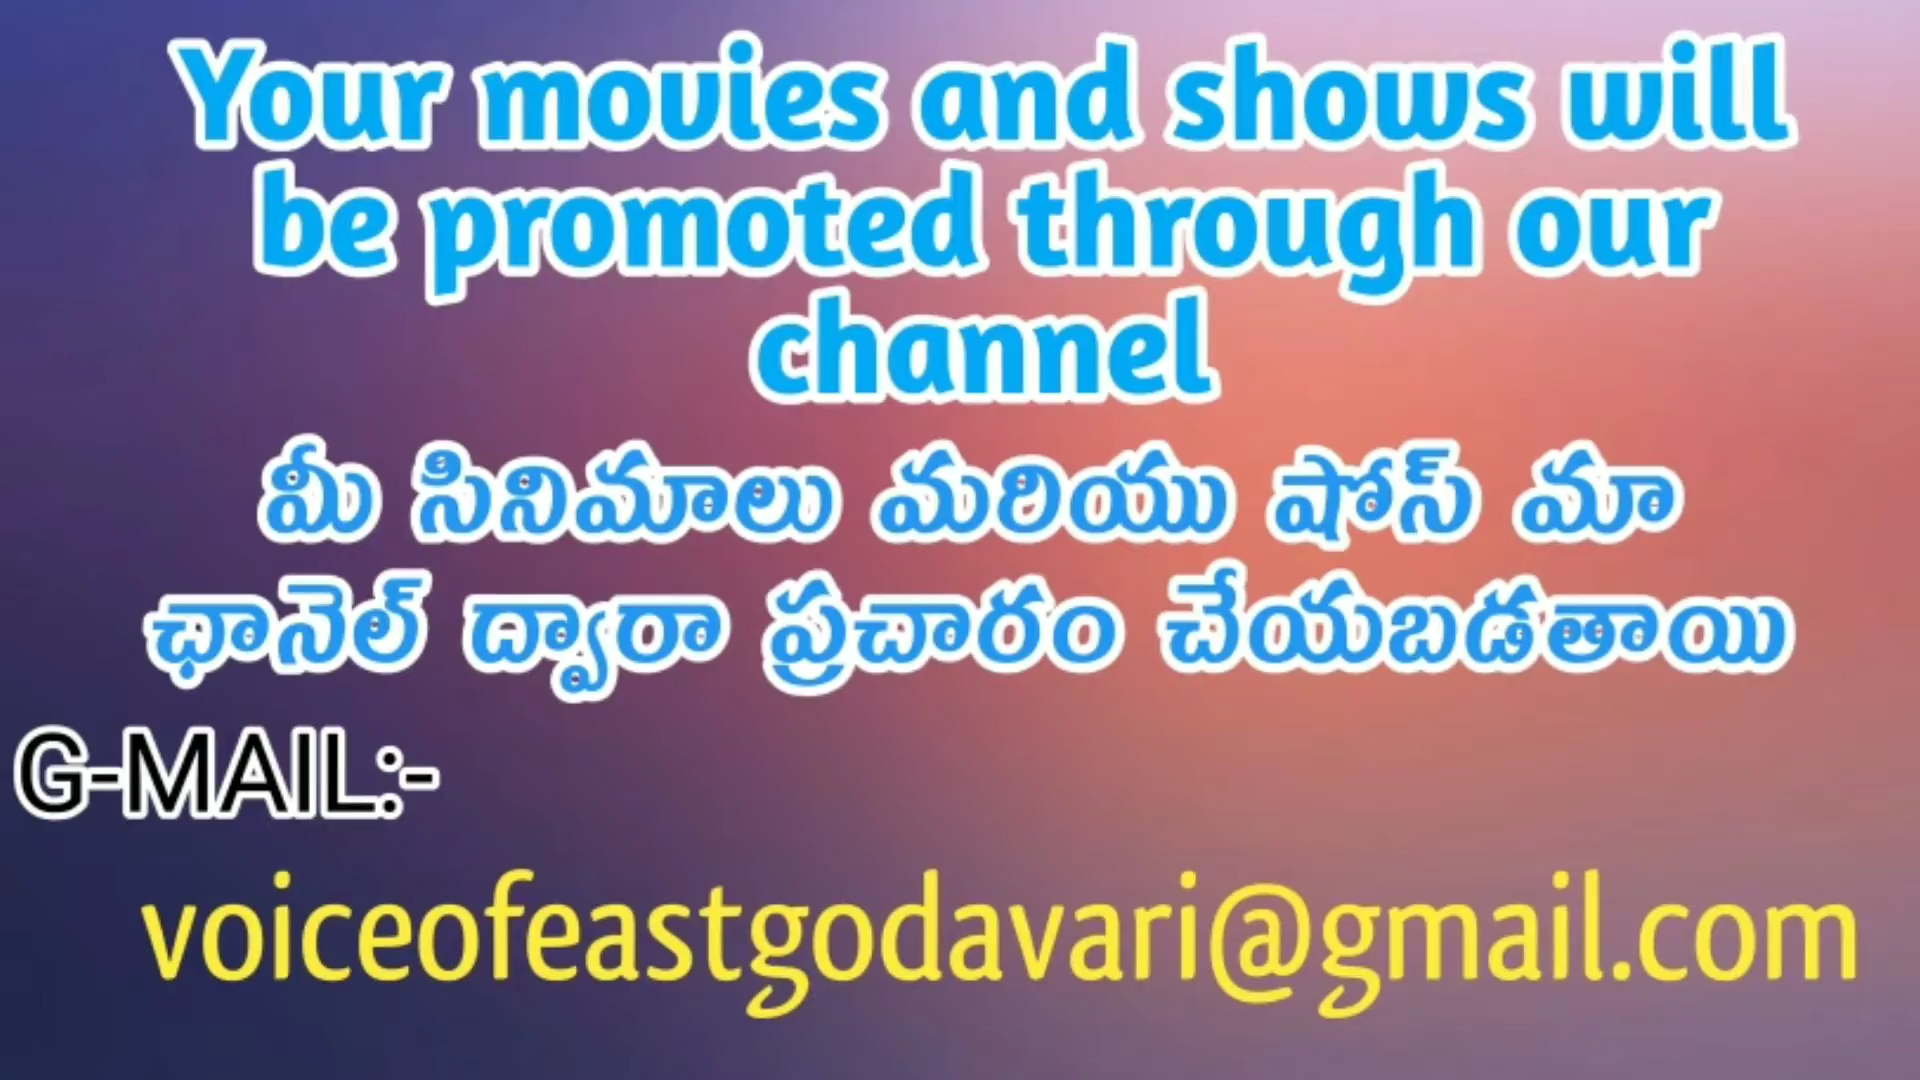 Your movies and shows will
be promoted through our
channel
మీ సినిమాలు మరియు షోస్ మా
ఛానెల్ ద్వారా ప్రచారం చేయబడతాయి
G-MAIL:-
voiceofeastgodavari@gmail.com